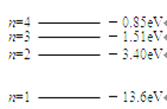 n=4 — 0.85eV
n=3 — 1.51eV
n=2 — 3.40eV
n=1 — 13.6eV